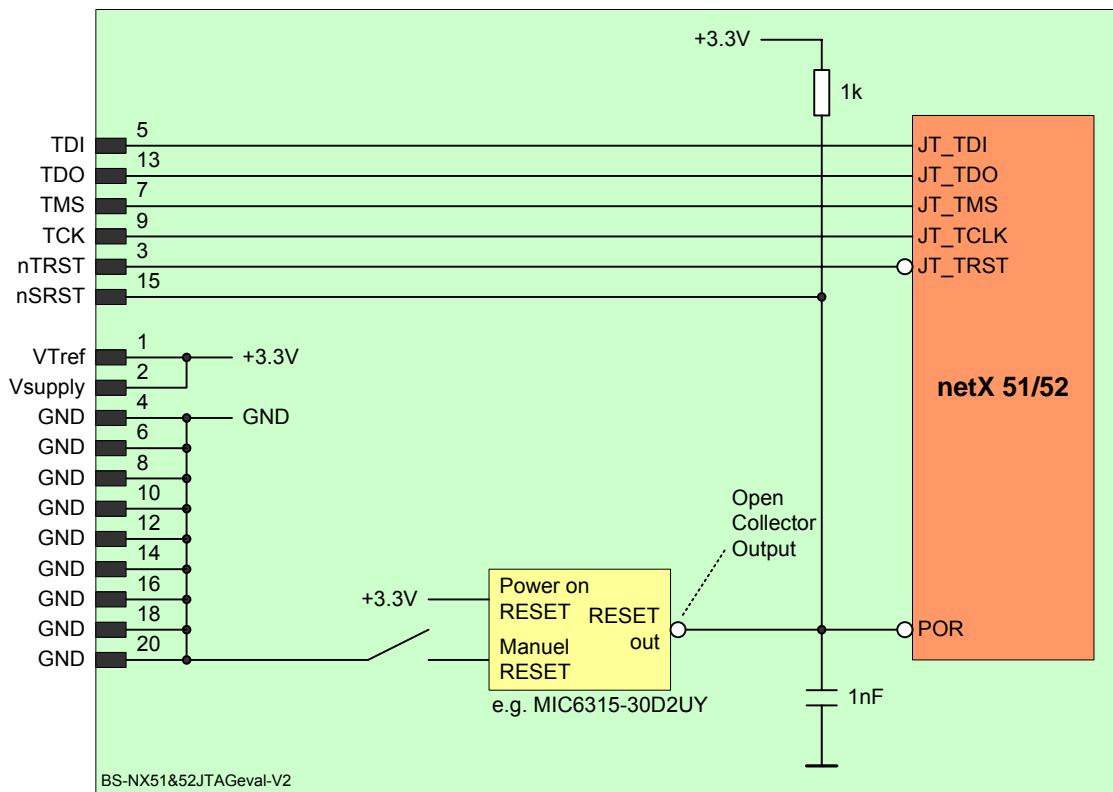 +3.3V
1k
TDI 5 JT_TDI
TDO 13 JT_TDO
TMS 7 JT_TMS
TCK 9 JT_TCLK
nTRST 3 JT_TRST
nSRST 15
VTref 1 +3.3V
Vsupply 2
netX 51/52
GND 4 GND
GND 6
GND 8
GND 10
GND 12
GND 14
GND 16
GND 18
GND 20
Open
Collector
Output
+3.3V
Power on
RESET
RESET
out
Manuel
RESET
POR
e.g. MIC6315-30D2UY
1nF
BS-NX51&52JTAGeval-V2